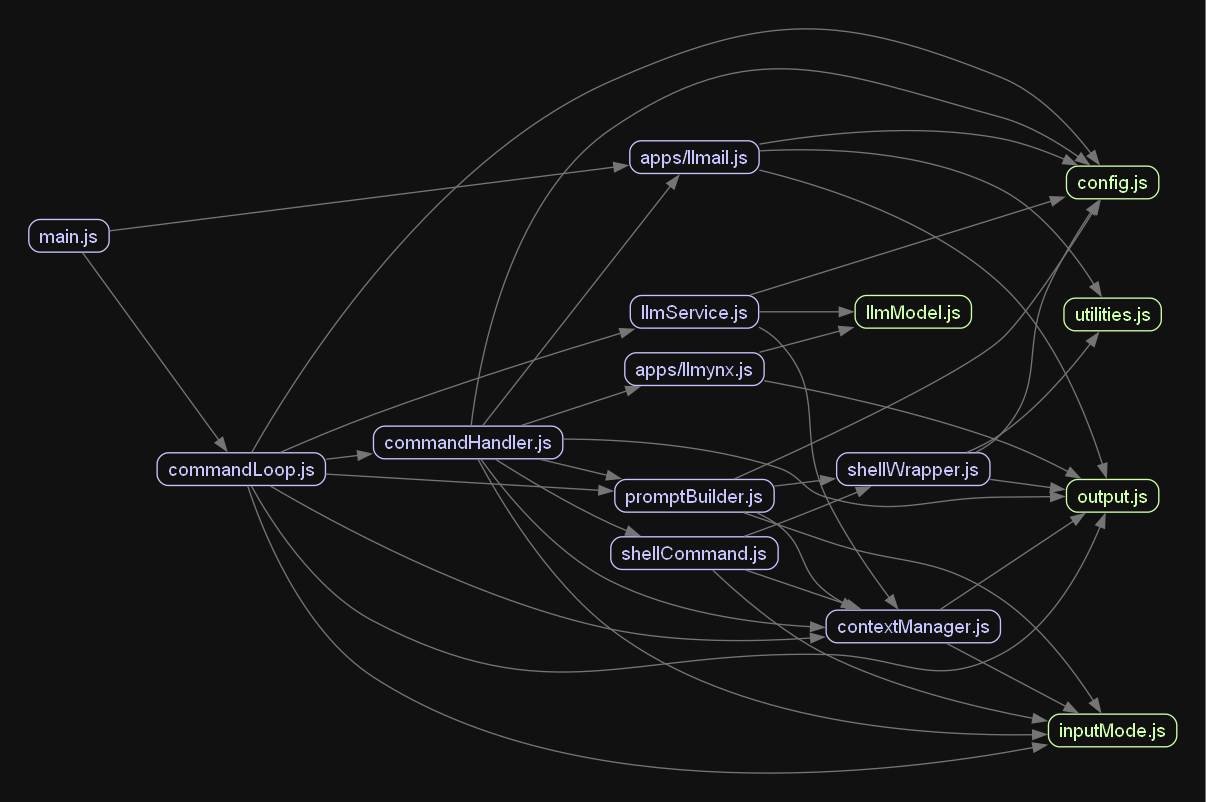 main.js
commandLoop.js
commandHandler.js
apps/llmail.js
llmService.js
apps/llmynx.js
promptBuilder.js
shellCommand.js
llmModel.js
shellWrapper.js
contextManager.js
config.js
utilities.js
output.js
inputMode.js